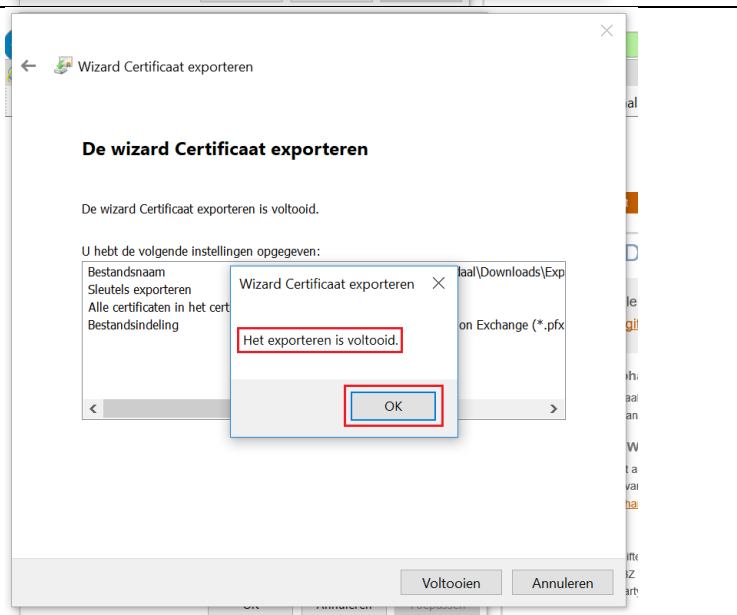 Wizard Certificaat exporteren
De wizard Certificaat exporteren
De wizard Certificaat exporteren is voltooid.
U hebt de volgende instellingen opgegeven:
Bestandsnaam
daal\Downloads\Exp
Sleutels exporteren
Alle certificaten in het cert
Bestandsindeling
on Exchange (*.pfx
Wizard Certificaat exporteren
Het exporteren is voltooid.
OK
Voltooien
Annuleren